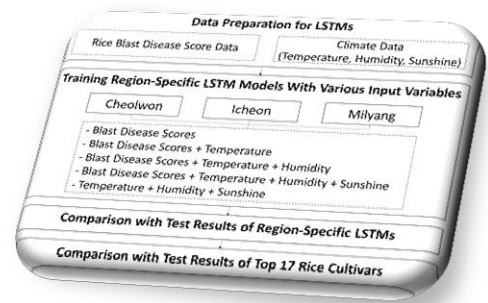 Data Preparation for LSTMs
Rice Blast Disease Score Data
Climate Data
(Temperature, Humidity, Sunshine)
Training Region-Specific LSTM Models With Various Input Variables
Cheolwon
Icheon
Milyang
- Blast Disease Scores
- Blast Disease Scores + Temperature
- Blast Disease Scores + Temperature + Humidity
- Blast Disease Scores + Temperature + Humidity + Sunshine
- Temperature + Humidity + Sunshine
Comparison with Test Results of Region-Specific LSTMs
Comparison with Test Results of Top 17 Rice Cultivars